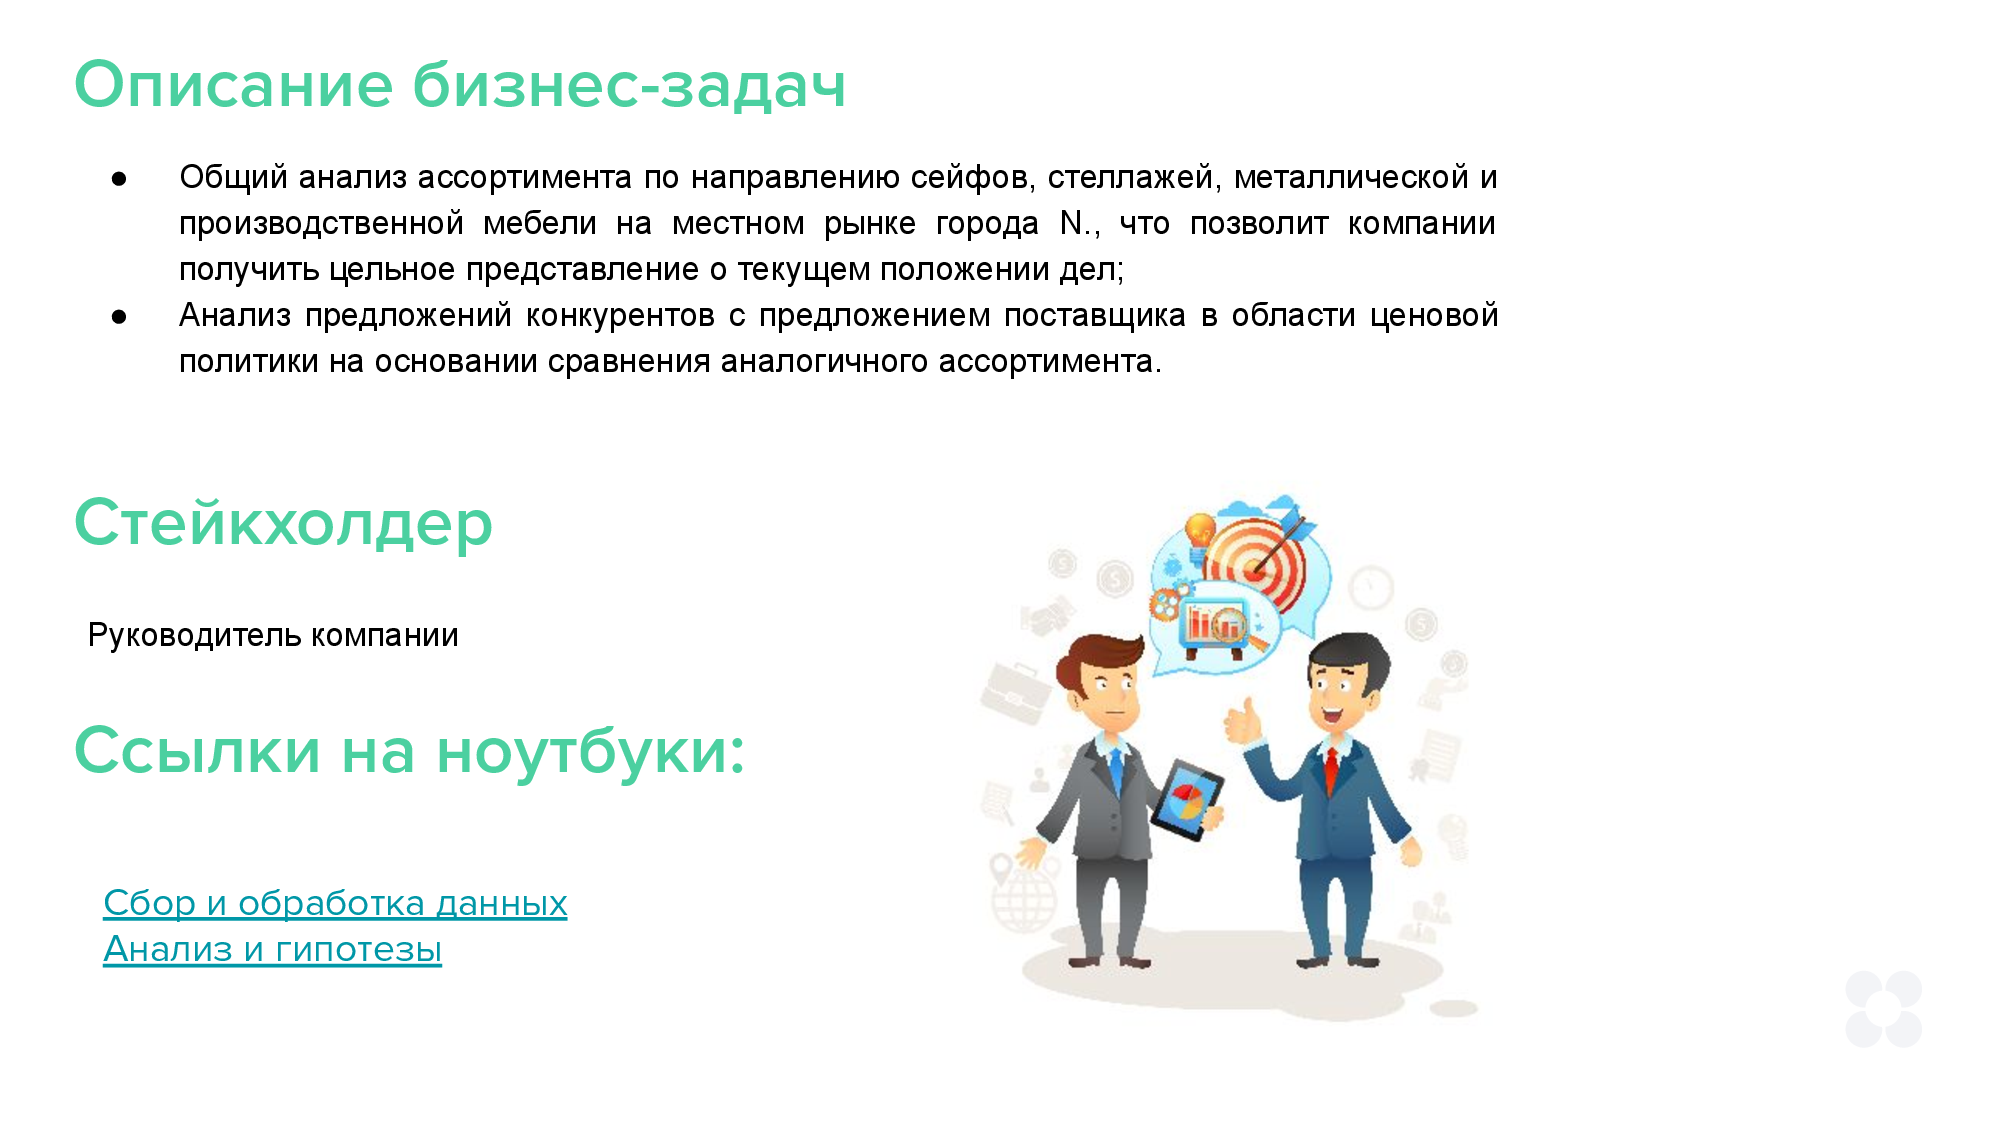 Описание бизнес-задач
● Общий анализ ассортимента по направлению сейфов, стеллажей, металлической и
производственной мебели на местном рынке города N., что позволит компании
получить цельное представление о текущем положении дел;
● Анализ предложений конкурентов с предложением поставщика в области ценовой
политики на основании сравнения аналогичного ассортимента.
Стейкхолдер
Руководитель компании
Ссылки на ноутбуки:
Сбор и обработка данных
Анализ и гипотезы